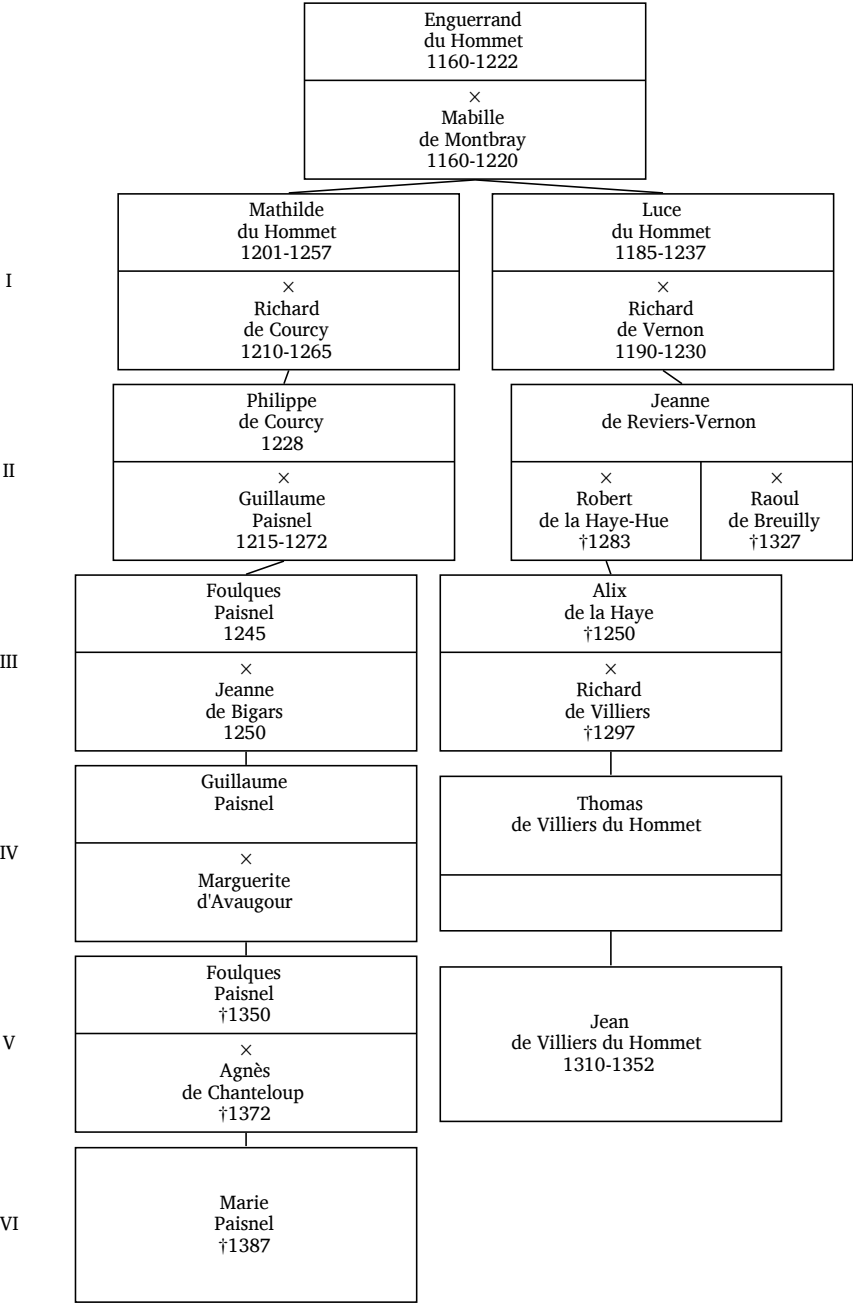 Enguerrand
du Hommet
1160-1222
×
Mabille
de Montbray
1160-1220
I
Mathilde
du Hommet
1201-1257
×
Richard
de Courcy
1210-1265
Luce
du Hommet
1185-1237
×
Richard
de Vernon
1190-1230
II
Philippe
de Courcy
1228
×
Guillaume
Paisnel
1215-1272
Jeanne
de Reviers-Vernon
×
Robert
de la Haye-Hue
†1283
×
Raoul
de Breuilly
†1327
III
Foulques
Paisnel
1245
×
Jeanne
de Bigars
1250
Alix
de la Haye
†1250
×
Richard
de Villiers
†1297
IV
Guillaume
Paisnel
×
Marguerite
d'Avaugour
Thomas
de Villiers du Hommet
V
Foulques
Paisnel
†1350
×
Agnès
de Chanteloup
†1372
Jean
de Villiers du Hommet
1310-1352
VI
Marie
Paisnel
†1387